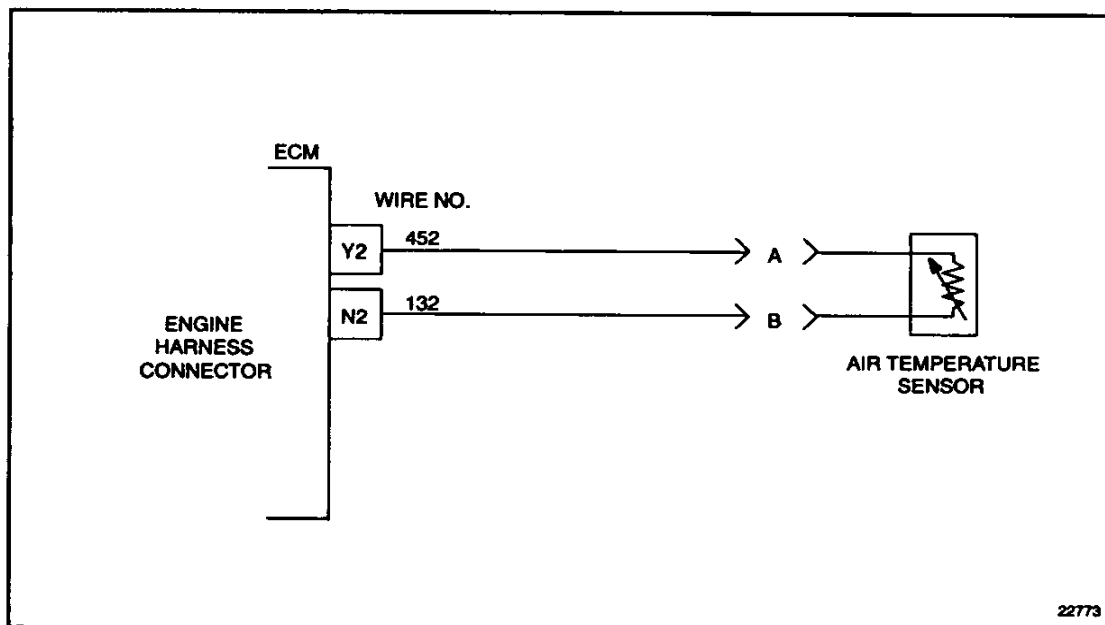 ECM
WIRE NO.
Y2
452
A
N2
132
B
ENGINE
HARNESS
CONNECTOR
AIR TEMPERATURE
SENSOR
22773